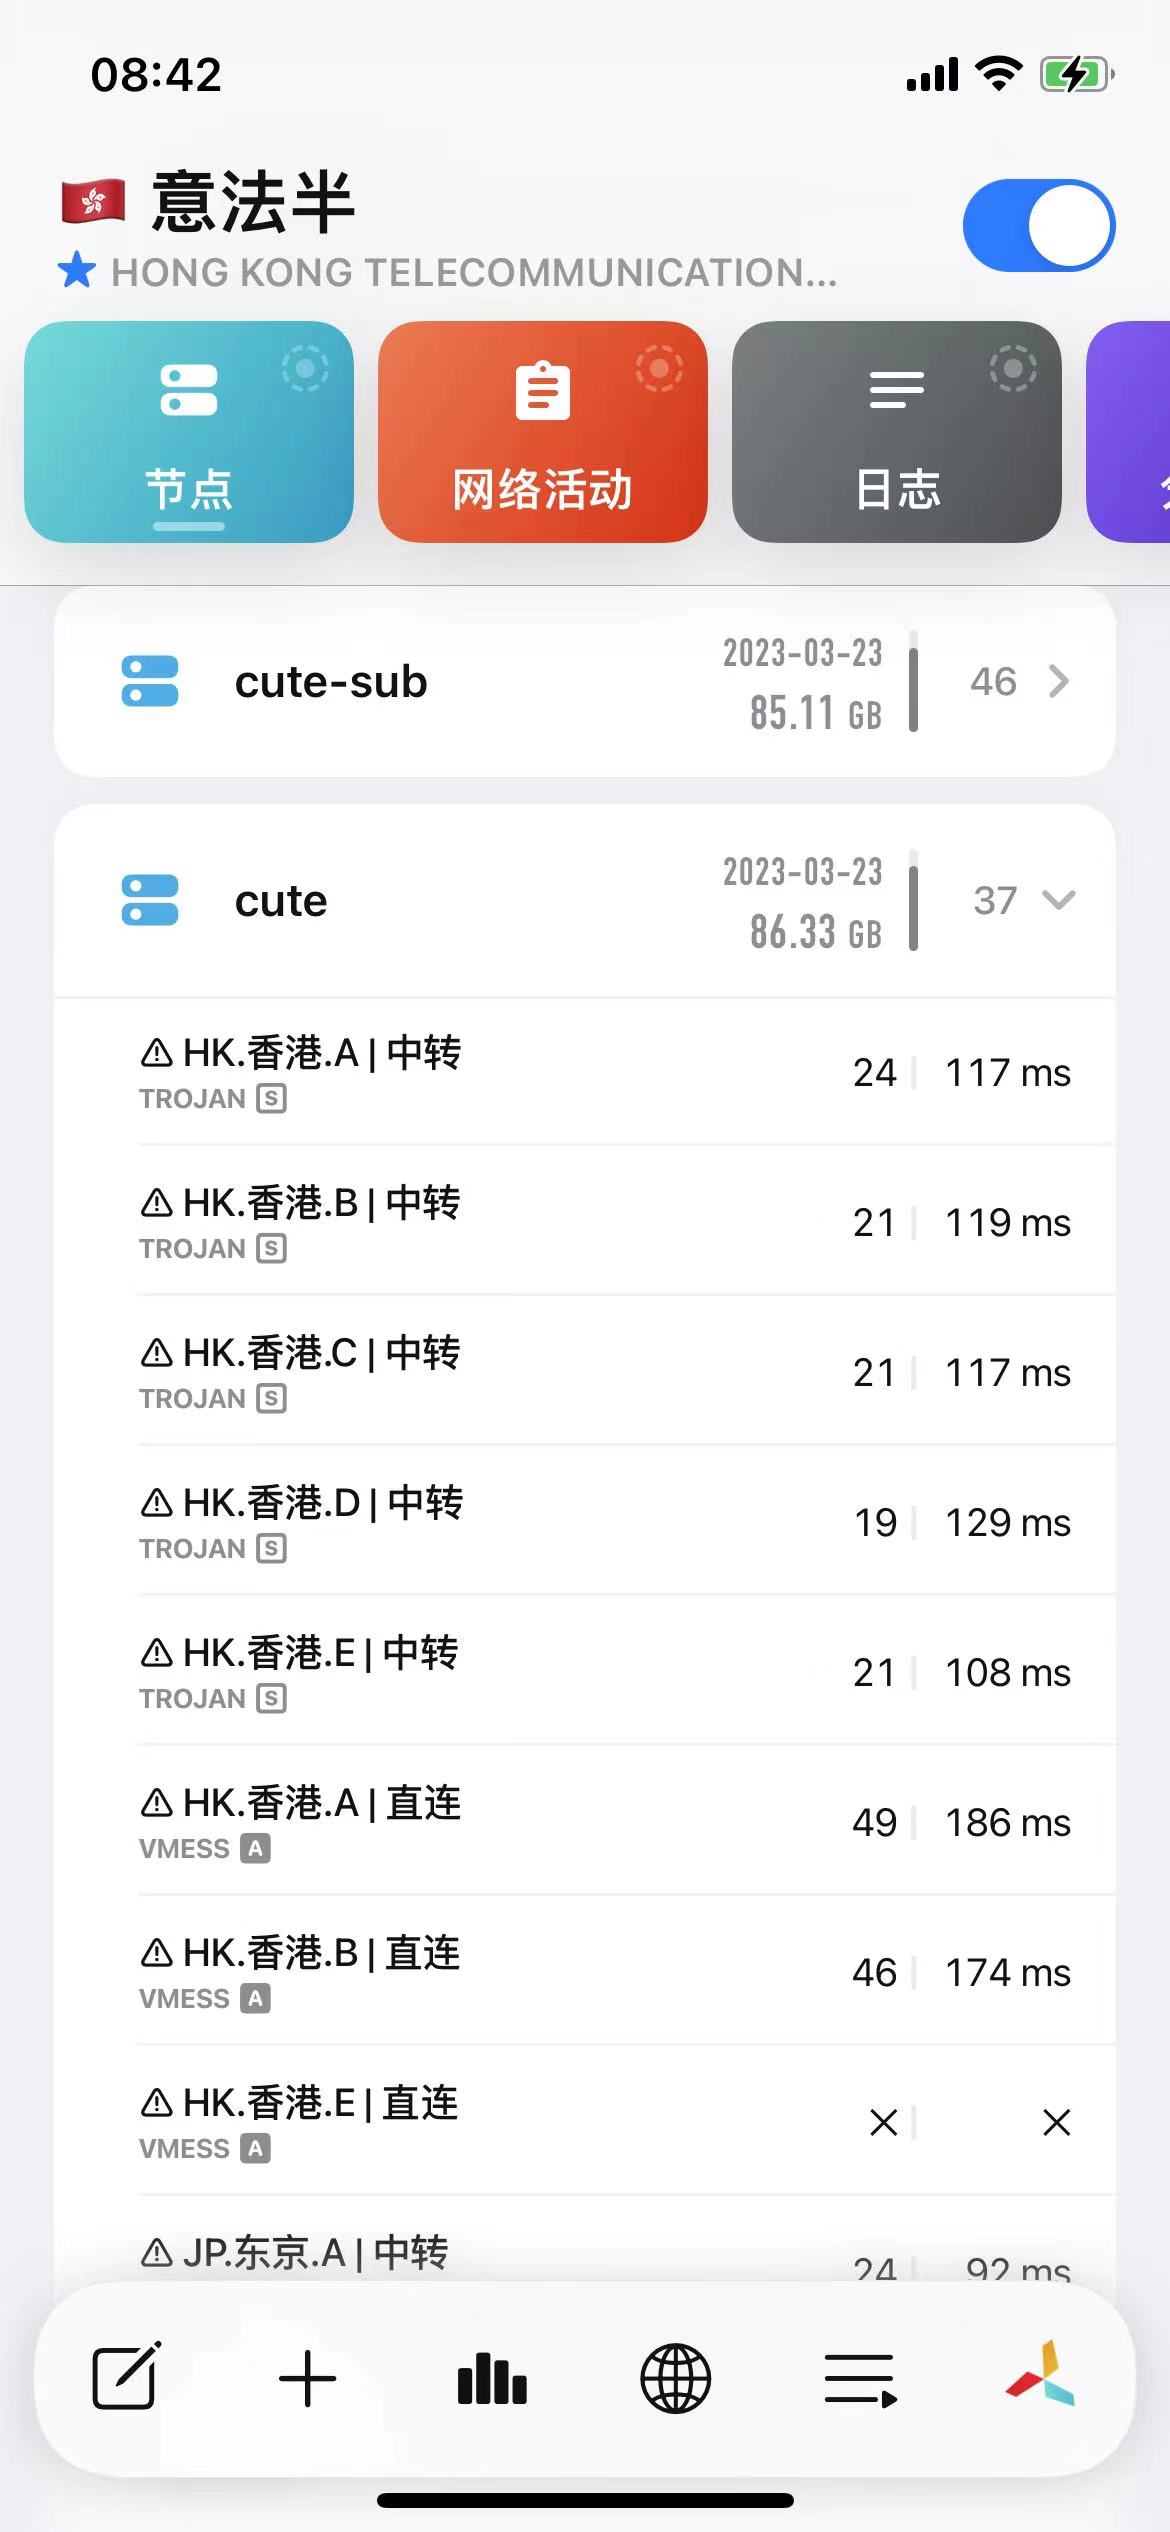 08:42
意法半
HONG KONG TELECOMMUNICATION...
节点
网络活动
日志
cute-sub
2023-03-23
85.11 GB
46
cute
2023-03-23
86.33 GB
37
HK.香港.A | 中转
TROJAN S
24
117 ms
HK.香港.B | 中转
TROJAN S
21
119 ms
HK.香港.C | 中转
TROJAN S
21
117 ms
HK.香港.D | 中转
TROJAN S
19
129 ms
HK.香港.E | 中转
TROJAN S
21
108 ms
HK.香港.A | 直连
VMESS A
49
186 ms
HK.香港.B | 直连
VMESS A
46
174 ms
HK.香港.E | 直连
VMESS A
JP.东京.A | 中转
24
92 ms